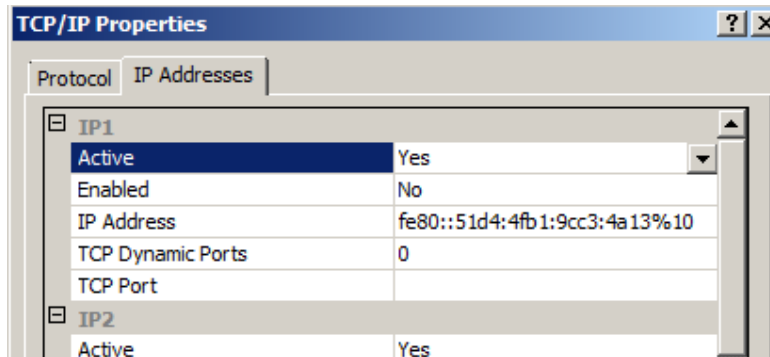 TCP/IP Properties
Protocol IP Addresses
IP1
Active Yes
Enabled No
IP Address fe80::51d4:4fb1:9cc3:4a13%10
TCP Dynamic Ports 0
TCP Port
IP2
Active Yes